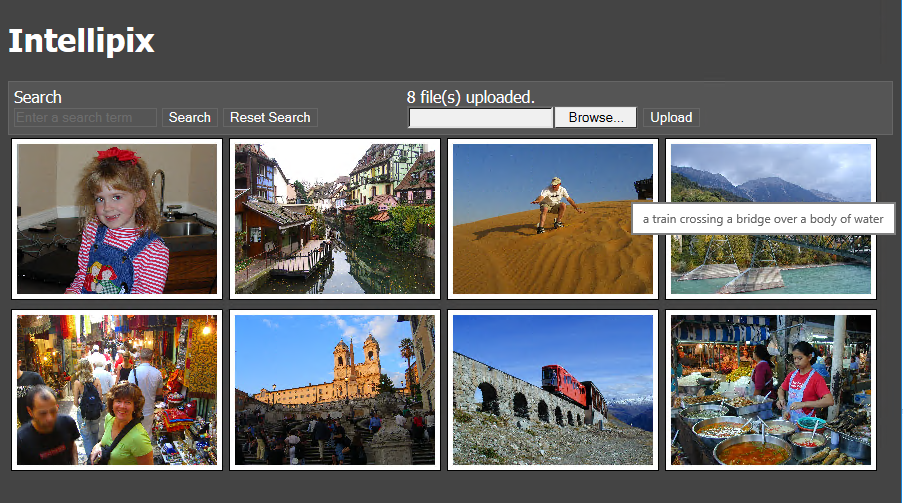 Intellipix
Search
8 file(s) uploaded.
Enter a search term
Search
Reset Search
Browse...
Upload
a train crossing a bridge over a body of water